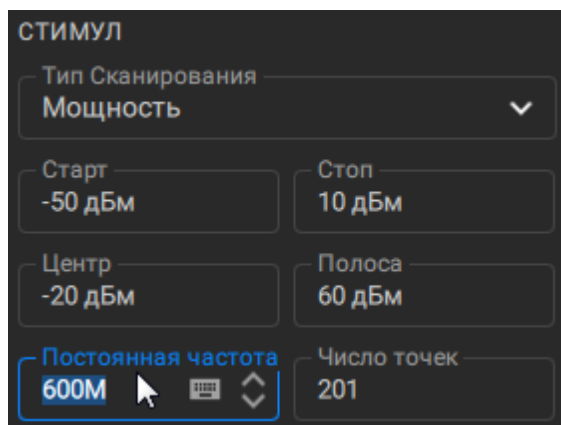 СТИМУЛ
Тип Сканирования
Мощность
Старт
Стоп
-50 дБм
10 дБм
Центр
Полоса
-20 дБм
60 дБм
Постоянная частота
Число точек
600М
201